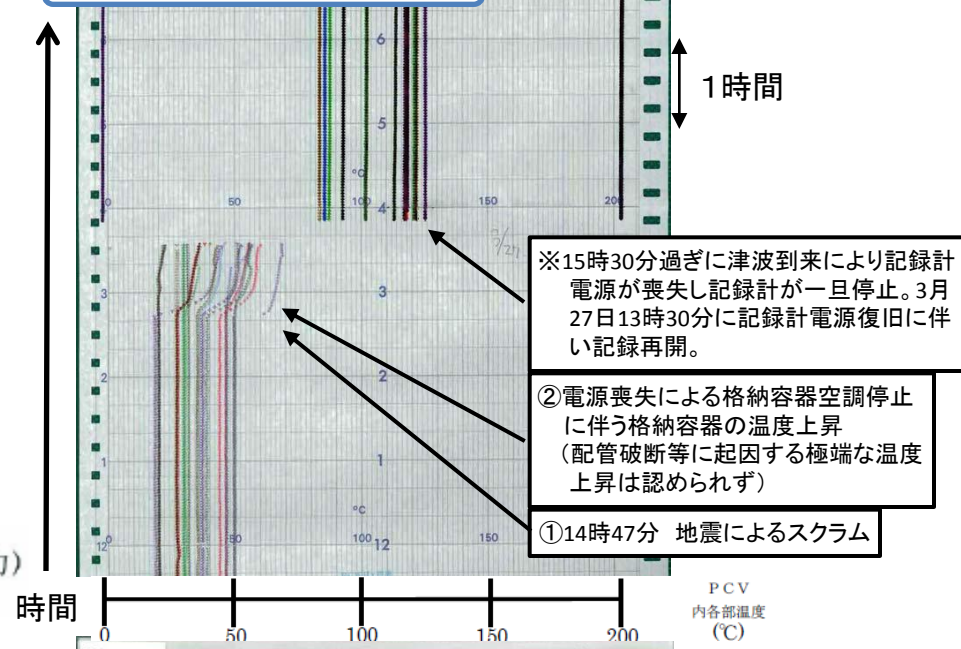 6
1時間
5
℃
0 50 100 150 200
4
3/27
※15時30分過ぎに津波到来により記録計
電源が喪失し記録計が一旦停止。3月
27日13時30分に記録計電源復旧に伴
い記録再開。
3
3
2
2
②電源喪失による格納容器空調停止
に伴う格納容器の温度上昇
（配管破断等に起因する極端な温度
上昇は認められず）
1
1
℃
①14時47分 地震によるスクラム
12 0 50 100 12 150
時間
0 50 100 150 200
PCV
内各部温度
(℃)